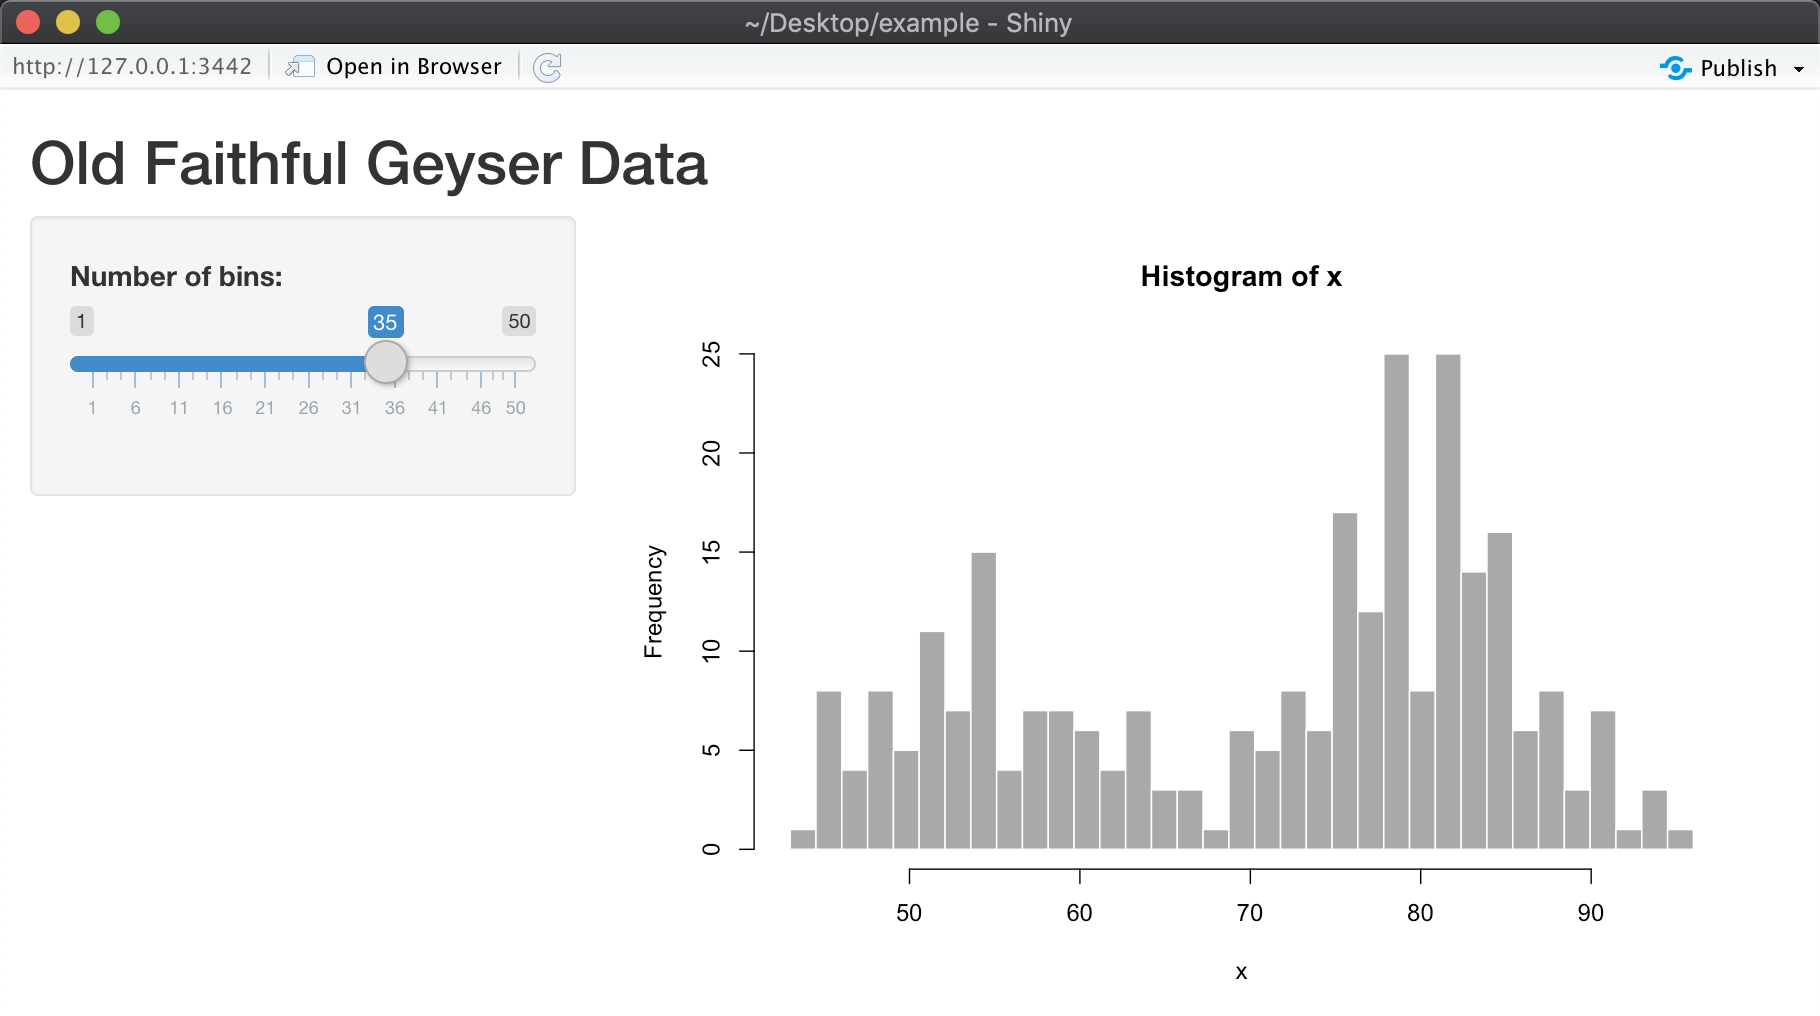 ~/Desktop/example - Shiny
http://127.0.0.1:3442 Open in Browser Publish
Old Faithful Geyser Data
Number of bins:
1 35 50
1 6 11 16 21 26 31 36 41 46 50
Histogram of x
Frequency
25
20
15
10
5
0
50 60 70 80 90
x